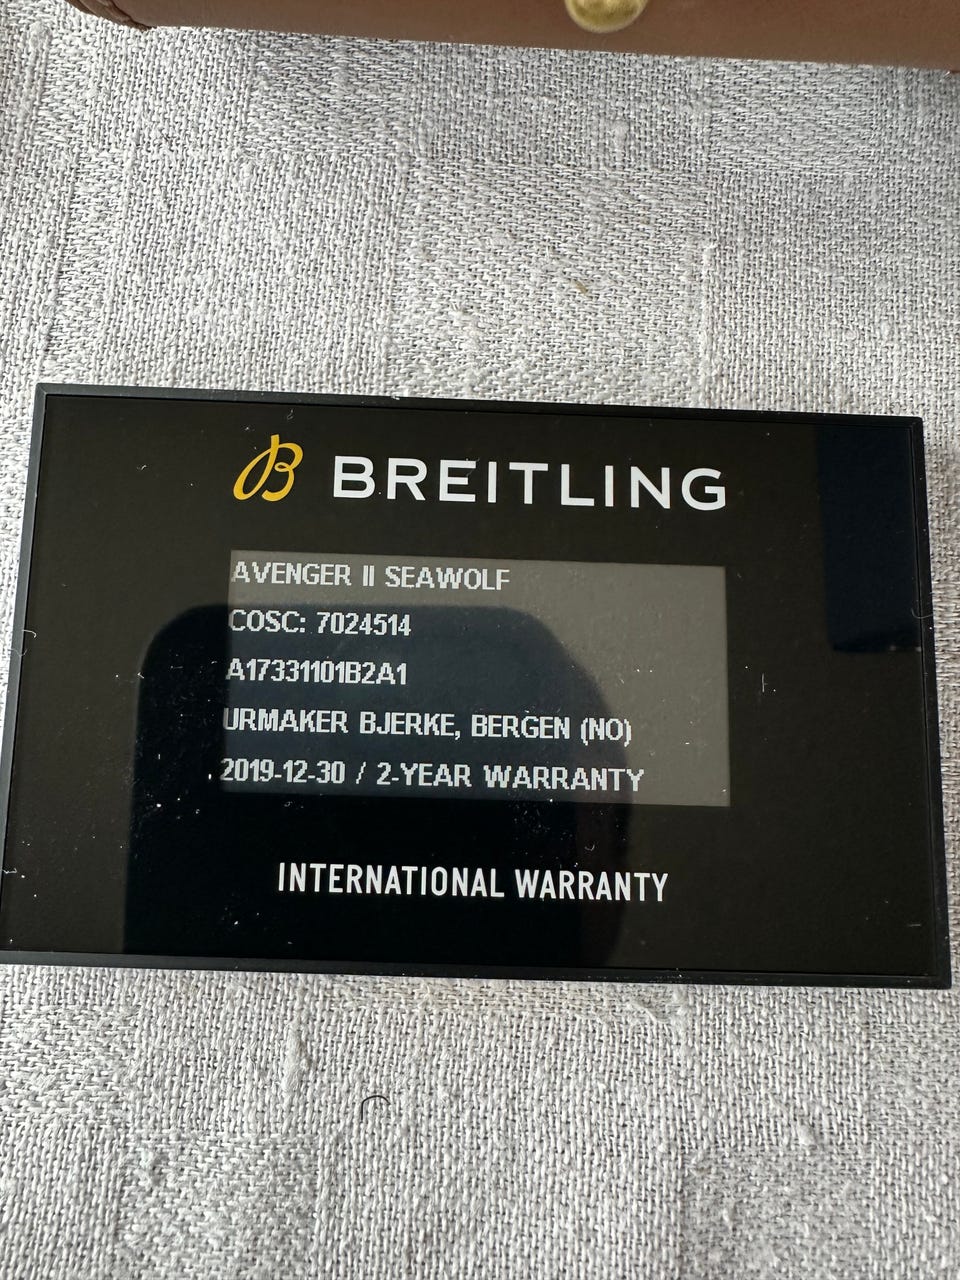 B BREITLING
AVENGER II SEAWOLF
COSC: 7024514
A17331101B2A1
URMAKER BJERKE, BERGEN (NO)
2019-12-30 / 2-YEAR WARRANTY
INTERNATIONAL WARRANTY